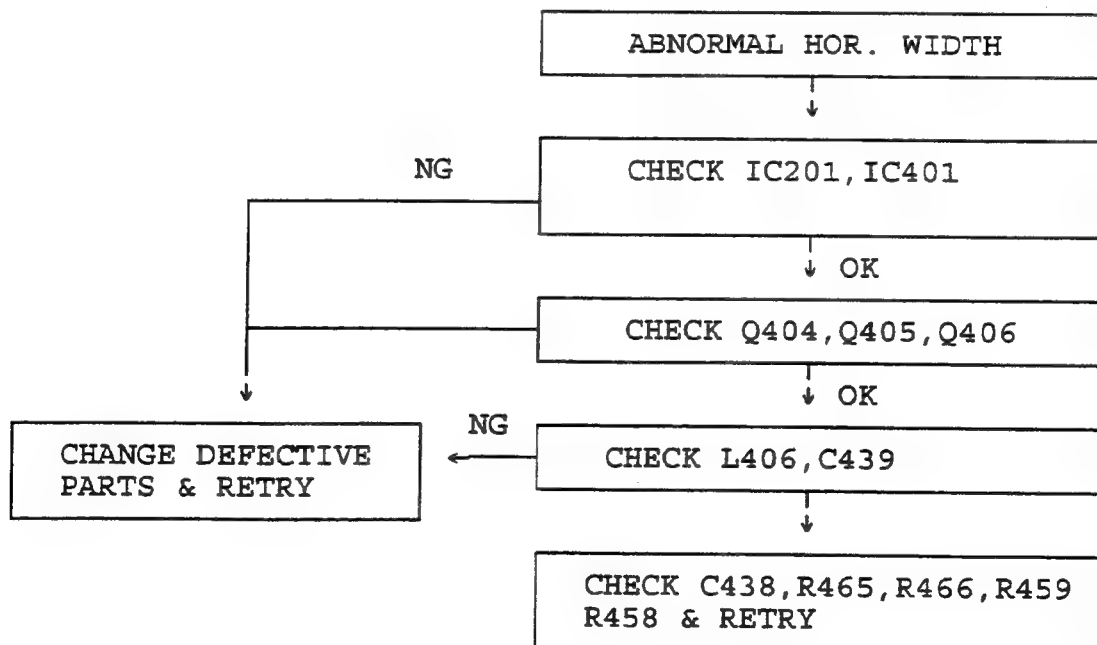 ABNORMAL HOR. WIDTH
NG
CHECK IC201,IC401
OK
CHECK Q404,Q405,Q406
OK
NG
CHANGE DEFECTIVE
PARTS & RETRY
CHECK L406,C439
CHECK C438,R465,R466,R459
R458 & RETRY